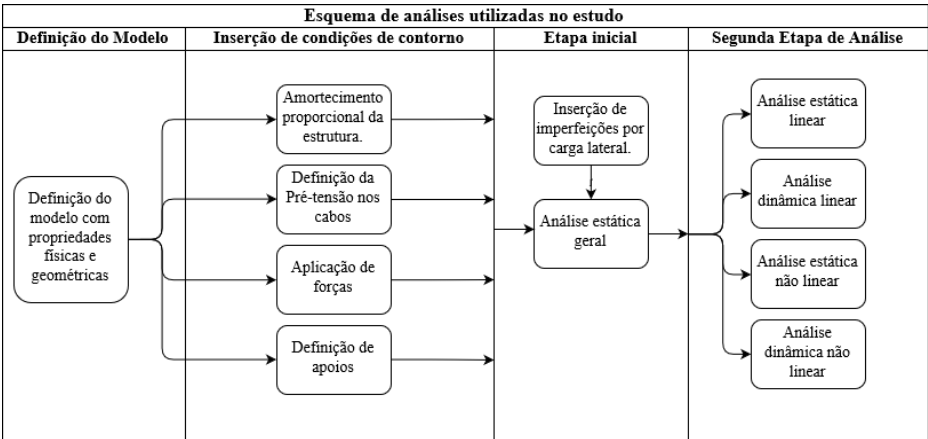 Esquema de análises utilizadas no estudo
Definição do Modelo
Inserção de condições de contorno
Etapa inicial
Segunda Etapa de Análise
Definição do
modelo com
propriedades
físicas e
geométricas
Amortecimento
proporcional da
estrutura.
Definição da
Pré-tensão nos
cabos
Aplicação de
forças
Definição de
apoios
Inserção de
imperfeições por
carga lateral.
Análise estática
geral
Análise estática
linear
Análise
dinâmica linear
Análise estática
não linear
Análise
dinâmica não
linear